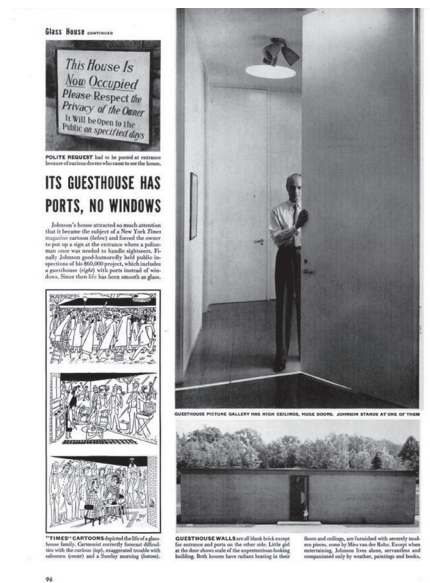 Glass House CONTINUED
This House Is
Now Occupied
Please Respect the
Privacy of the Owner
It Will be Open to the
Public on specified days
POLITE REQUEST had to be posted at entrance
because of curious drivers who came to see the house.
ITS GUESTHOUSE HAS
PORTS, NO WINDOWS
Johnson's house attracted so much attention
that it became the subject of a New York Times
magazine cartoon (below) and forced the owner
to put up a sign at the entrance where a police-
man once was needed to handle sightseers. Fi-
nally Johnson good-humoredly held public in-
spections of his $60,000 project, which includes
a guesthouse (right) with ports instead of win-
dows. Since then life has been smooth as glass.
GUESTHOUSE PICTURE GALLERY HAS HIGH CEILINGS, HUGE DOORS. JOHNSON STANDS AT ONE OF THEM
"TIMES" CARTOONS depicted the life of a glass-
house family. Cartoonist correctly forecast difficul-
ties with the curious (top), exaggerated trouble with
salesmen (center) and a Sunday morning (bottom).
GUESTHOUSE WALLS are all blank brick except
for entrance and ports on the other side. Little girl
at the door shows scale of the unpretentious-looking
building. Both houses have radiant heating in their
floors and ceilings, are furnished with severely mod-
ern pieces, some by Mies van der Rohe. Except when
entertaining, Johnson lives alone, servantless and
companioned only by weather, paintings and books.
96